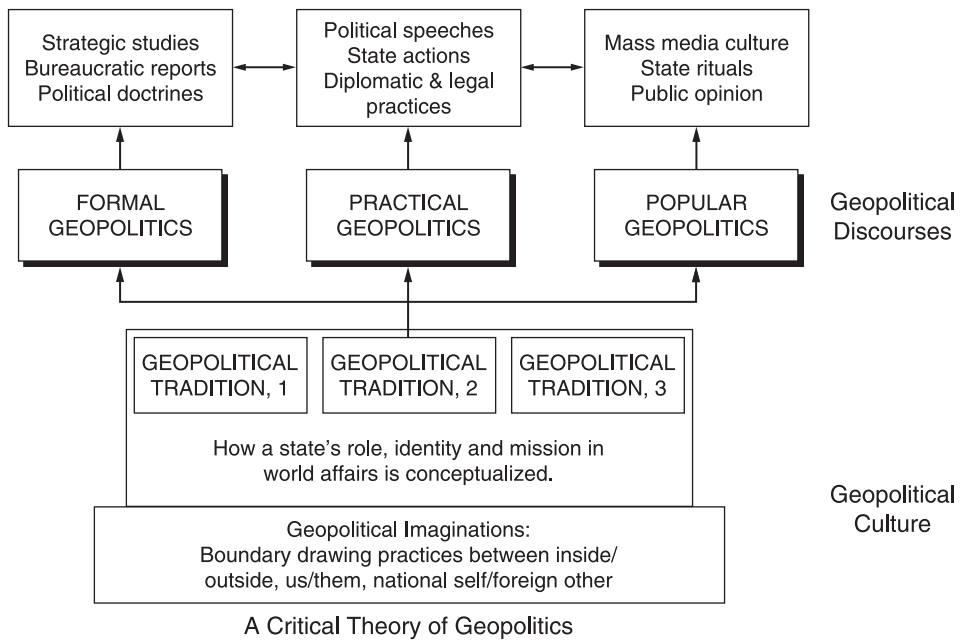 Strategic studies
Bureaucratic reports
Political doctrines
Political speeches
State actions
Diplomatic & legal
practices
Mass media culture
State rituals
Public opinion
FORMAL
GEOPOLITICS
PRACTICAL
GEOPOLITICS
POPULAR
GEOPOLITICS
Geopolitical
Discourses
GEOPOLITICAL
TRADITION, 1
GEOPOLITICAL
TRADITION, 2
GEOPOLITICAL
TRADITION, 3
How a state’s role, identity and mission in
world affairs is conceptualized.
Geopolitical
Culture
Geopolitical Imaginations:
Boundary drawing practices between inside/
outside, us/them, national self/foreign other
A Critical Theory of Geopolitics